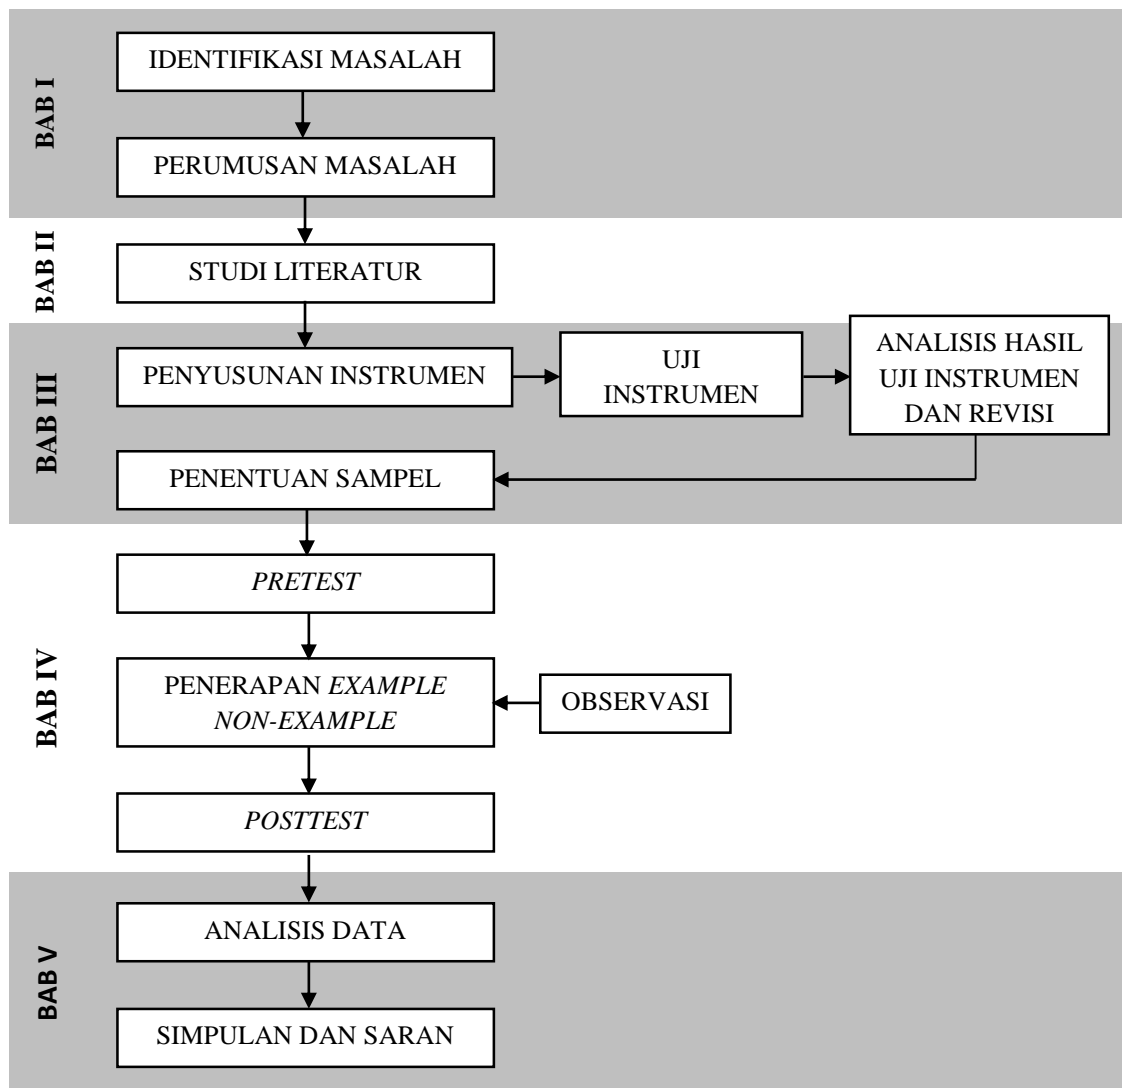 BAB I
IDENTIFIKASI MASALAH
PERUMUSAN MASALAH
BAB II
STUDI LITERATUR
BAB III
PENYUSUNAN INSTRUMEN
UJI
INSTRUMEN
ANALISIS HASIL
UJI INSTRUMEN
DAN REVISI
PENENTUAN SAMPEL
BAB IV
PRETEST
PENERAPAN EXAMPLE
NON-EXAMPLE
OBSERVASI
POSTTEST
BAB V
ANALISIS DATA
SIMPULAN DAN SARAN